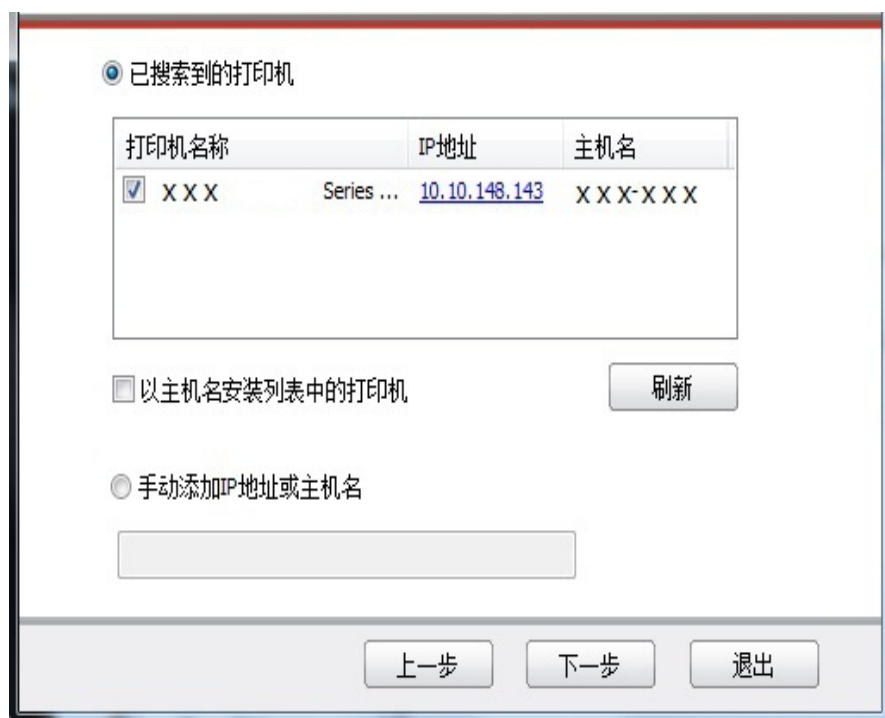 已搜索到的打印机
打印机名称 IP地址 主机名
X X X Series ... 10.10.148.143 X X X-X X X
以主机名安装列表中的打印机 刷新
手动添加IP地址或主机名
上一步 下一步 退出